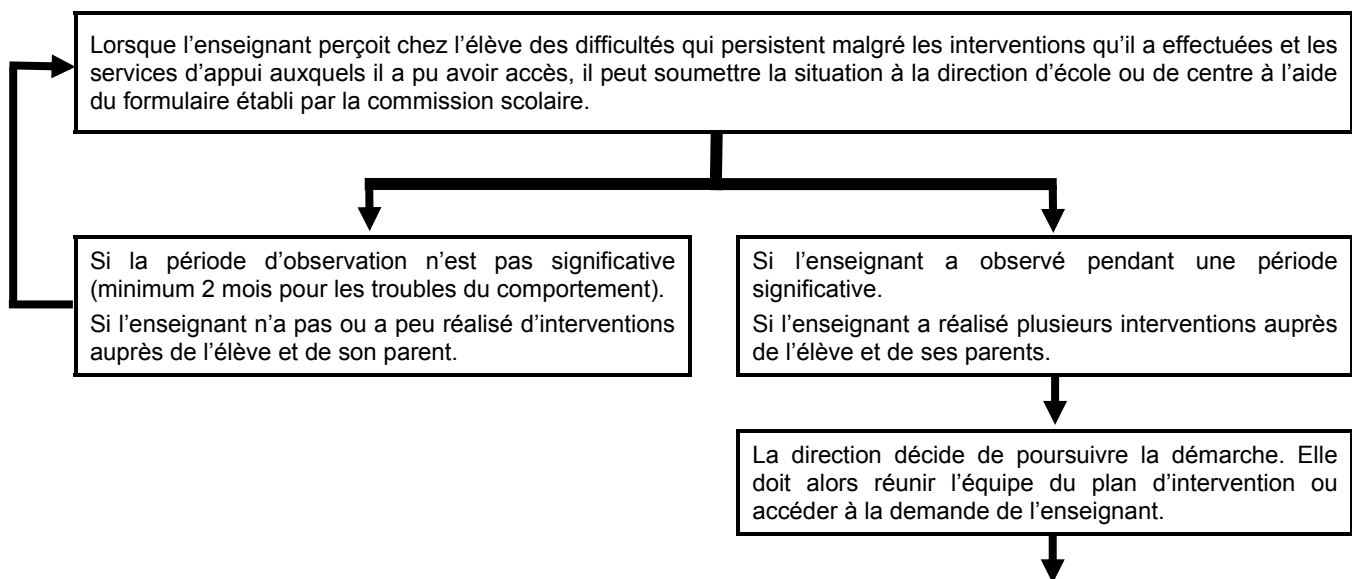 Lorsque l’enseignant perçoit chez l’élève des difficultés qui persistent malgré les interventions qu’il a effectuées et les
services d’appui auxquels il a pu avoir accès, il peut soumettre la situation à la direction d’école ou de centre à l’aide
du formulaire établi par la commission scolaire.
Si la période d’observation n’est pas significative
(minimum 2 mois pour les troubles du comportement).
Si l’enseignant n’a pas ou a peu réalisé d’interventions
auprès de l’élève et de son parent.
Si l’enseignant a observé pendant une période
significative.
Si l’enseignant a réalisé plusieurs interventions auprès
de l’élève et de ses parents.
La direction décide de poursuivre la démarche. Elle
doit alors réunir l’équipe du plan d’intervention ou
accéder à la demande de l’enseignant.